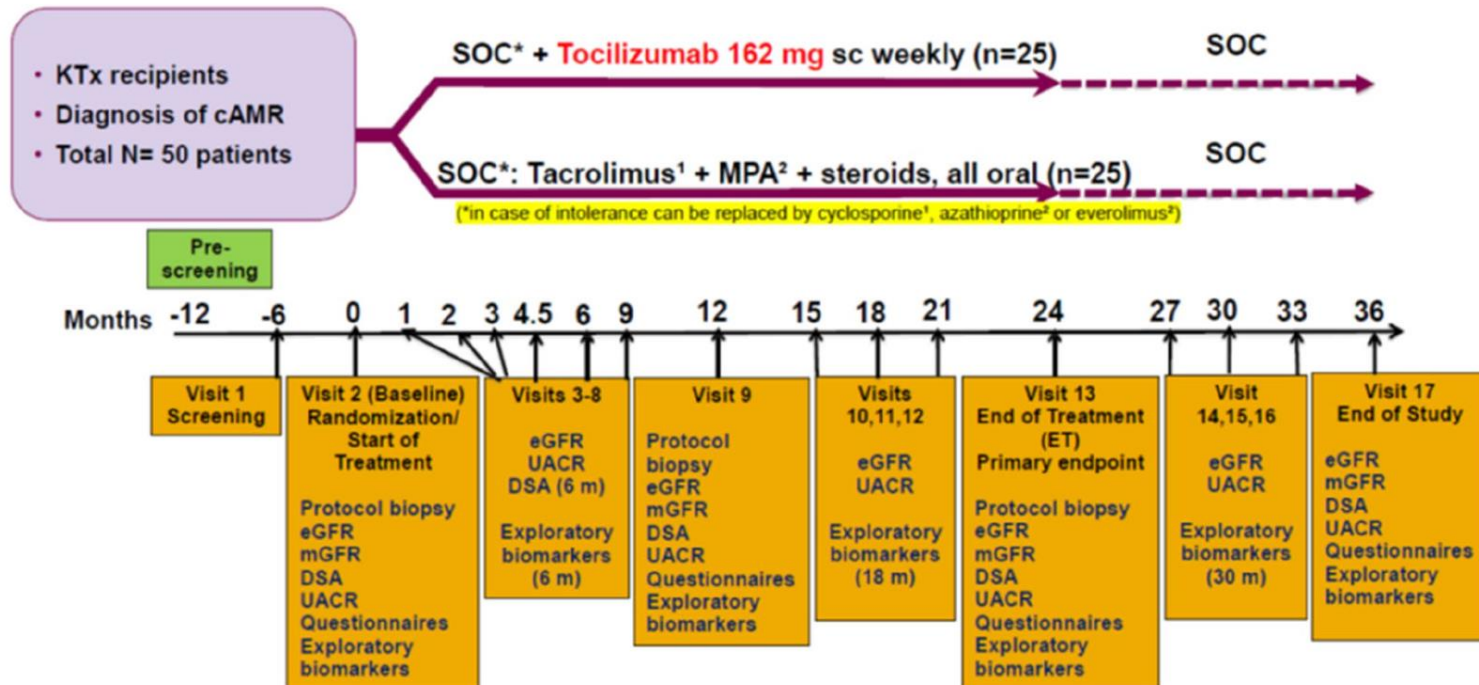 • KTx recipients
• Diagnosis of cAMR
• Total N= 50 patients
SOC* + Tocilizumab 162 mg sc weekly (n=25)
SOC
SOC*: Tacrolimus¹ + MPA² + steroids, all oral (n=25)
SOC
(*in case of intolerance can be replaced by cyclosporine¹, azathioprine² or everolimus²)
Pre-
screening
Months -12 -6 0 1 2 3 4.5 6 9 12 15 18 21 24 27 30 33 36
Visit 1
Screening
Visit 2 (Baseline)
Randomization/
Start of
Treatment
Protocol biopsy
eGFR
mGFR
DSA
UACR
Questionnaires
Exploratory
biomarkers
Visits 3-8
eGFR
UACR
DSA (6 m)
Exploratory
biomarkers
(6 m)
Visit 9
Protocol
biopsy
eGFR
mGFR
DSA
UACR
Questionnaires
Exploratory
biomarkers
Visits
10,11,12
eGFR
UACR
Exploratory
biomarkers
(18 m)
Visit 13
End of Treatment
(ET)
Primary endpoint
Protocol biopsy
eGFR
mGFR
DSA
UACR
Questionnaires
Exploratory
biomarkers
Visit
14,15,16
eGFR
UACR
Exploratory
biomarkers
(30 m)
Visit 17
End of Study
eGFR
mGFR
DSA
UACR
Questionnaires
Exploratory
biomarkers